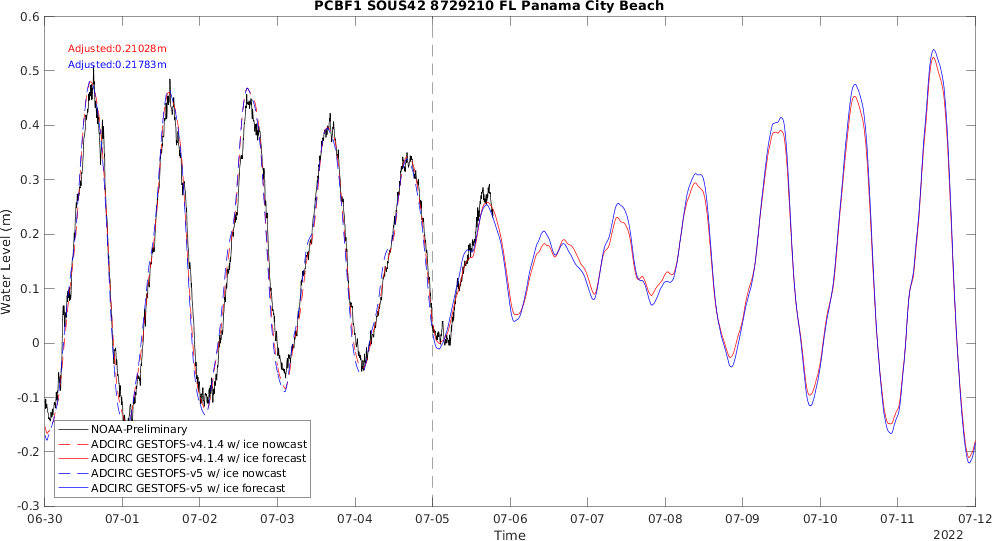 PCBF1 SOUS42 8729210 FL Panama City Beach
0.6
Adjusted:0.21028m
Adjusted:0.21783m
0.5
0.4
0.3
0.2
0.1
0
-0.1
-0.2
-0.3
Water Level (m)
NOAA-Preliminary
ADCIRC GESTOFS-v4.1.4 w/ ice nowcast
ADCIRC GESTOFS-v4.1.4 w/ ice forecast
ADCIRC GESTOFS-v5 w/ ice nowcast
ADCIRC GESTOFS-v5 w/ ice forecast
06-30 07-01 07-02 07-03 07-04 07-05 07-06 07-07 07-08 07-09 07-10 07-11 07-12
Time
2022